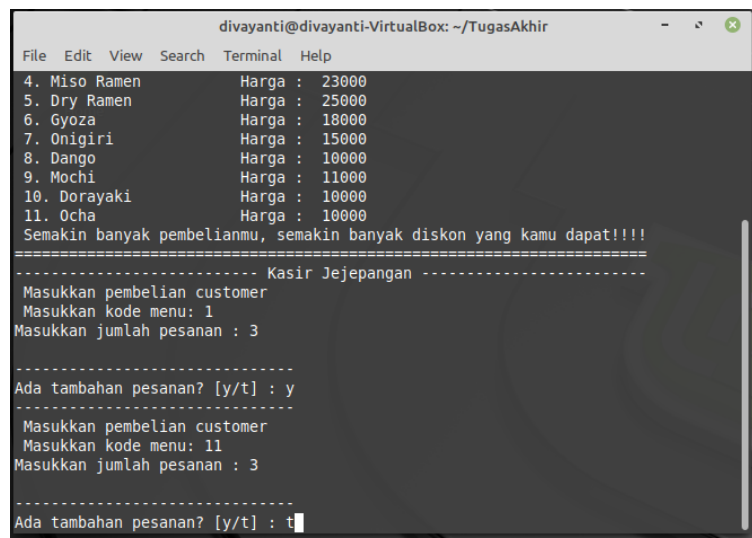 divayanti@divayanti-VirtualBox: ~/TugasAkhir
File Edit View Search Terminal Help
4. Miso Ramen Harga : 23000
5. Dry Ramen Harga : 25000
6. Gyoza Harga : 18000
7. Onigiri Harga : 15000
8. Dango Harga : 10000
9. Mochi Harga : 11000
10. Dorayaki Harga : 10000
11. Ocha Harga : 10000
Semakin banyak pembelianmu, semakin banyak diskon yang kamu dapat!!!!
======================================================================
--------------------------- Kasir Jejepangan -------------------------
Masukkan pembelian customer
Masukkan kode menu: 1
Masukkan jumlah pesanan : 3
-------------------------------
Ada tambahan pesanan? [y/t] : y
-------------------------------
Masukkan pembelian customer
Masukkan kode menu: 11
Masukkan jumlah pesanan : 3
-------------------------------
Ada tambahan pesanan? [y/t] : t